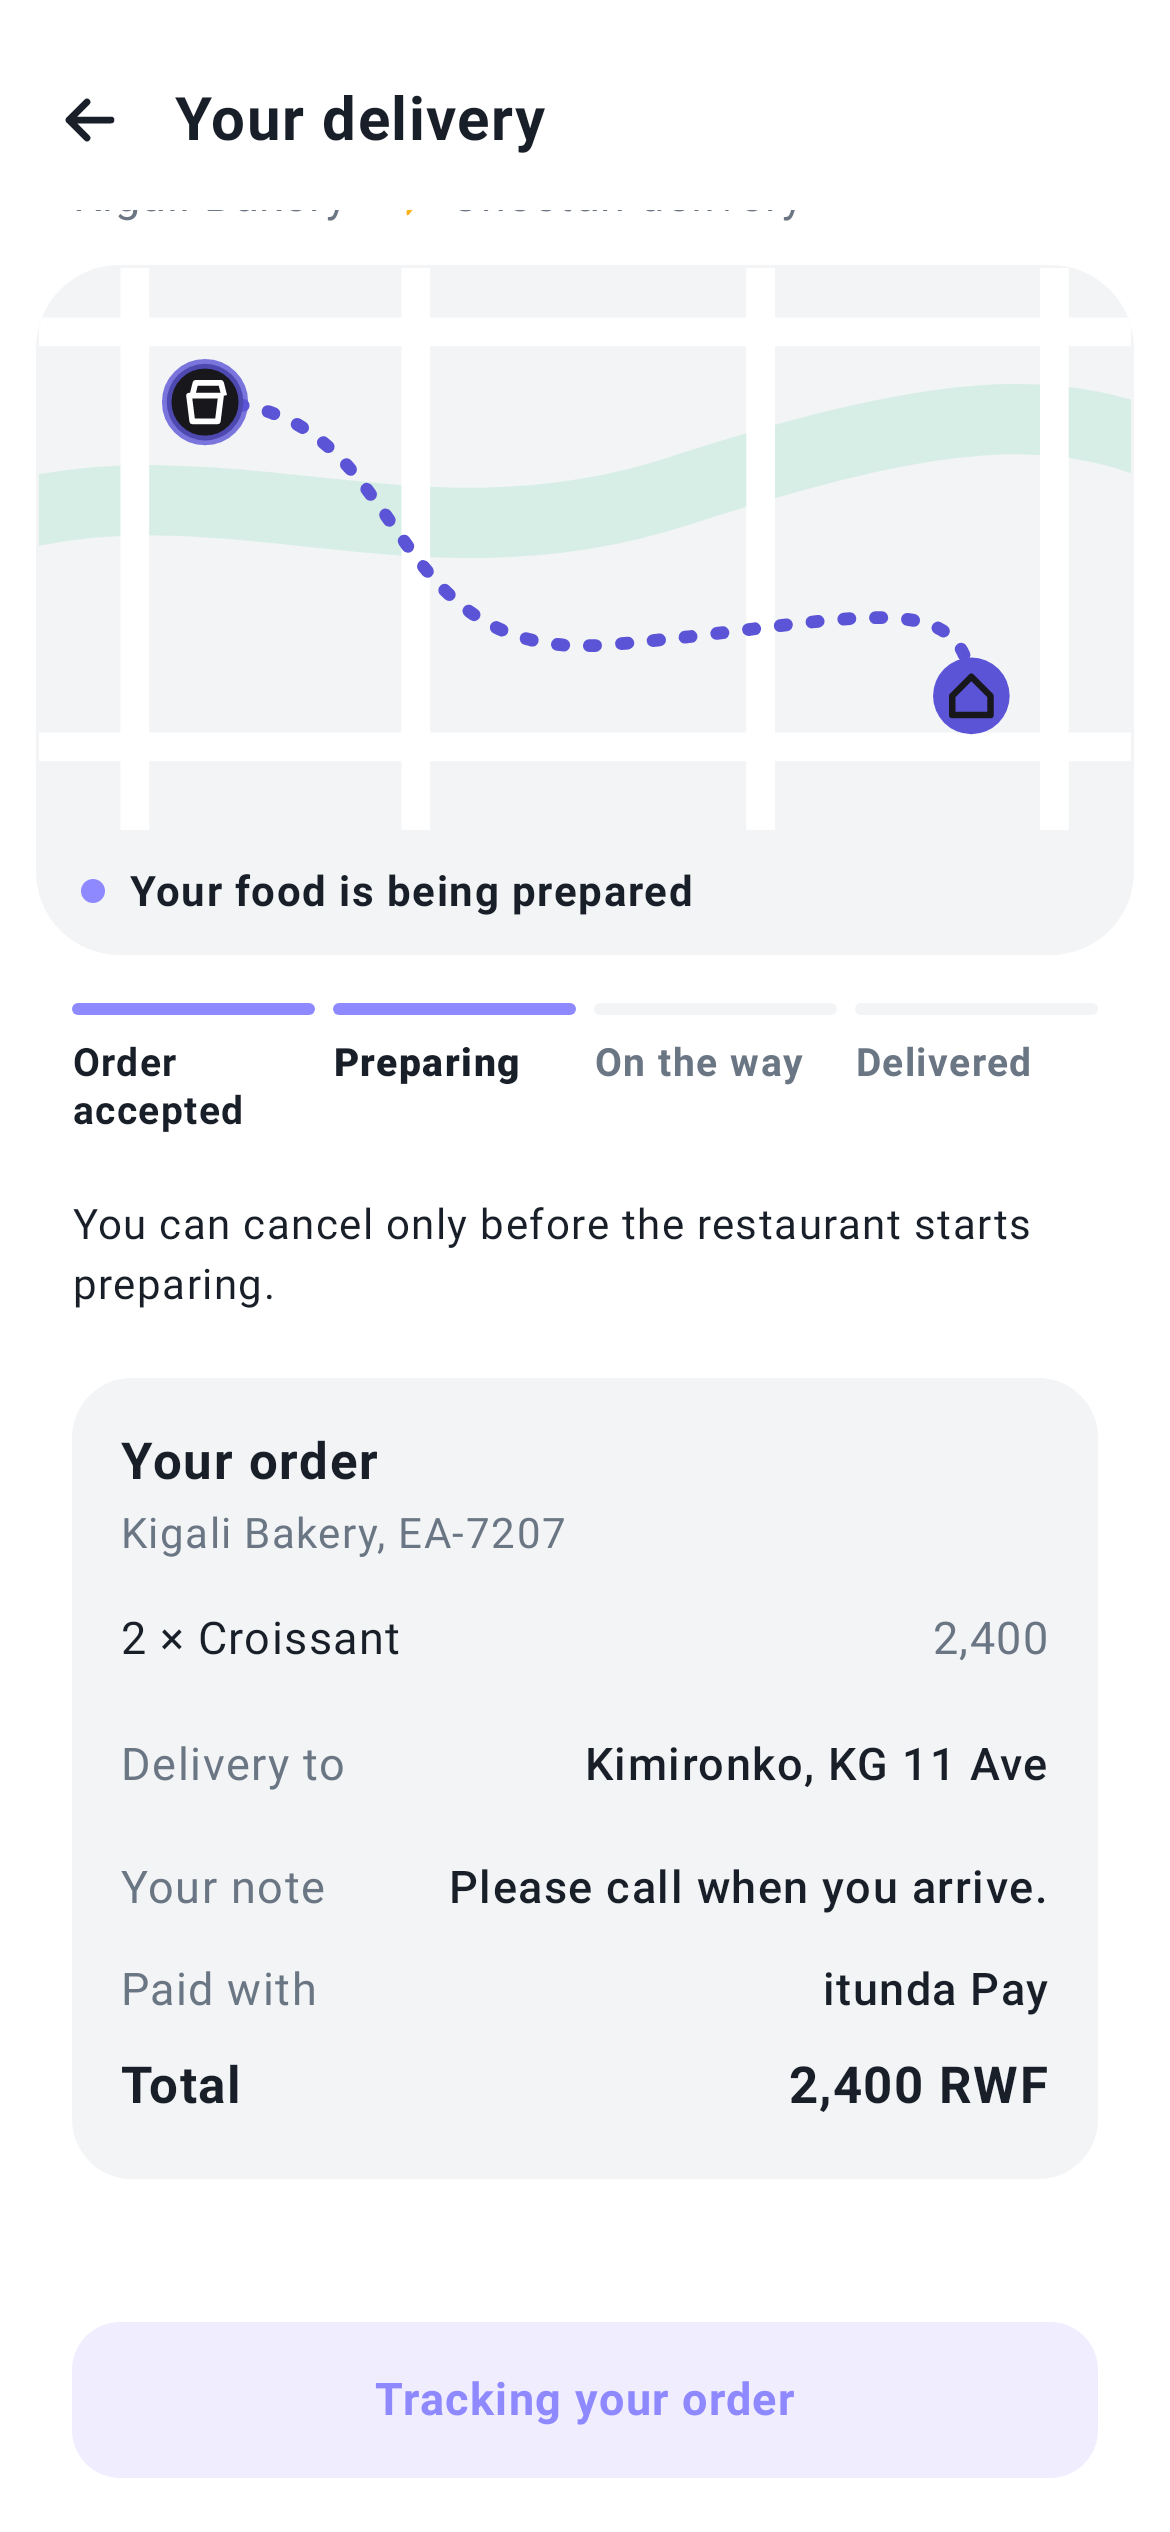 Your delivery
Your food is being prepared
Order
accepted
Preparing
On the way
Delivered
You can cancel only before the restaurant starts
preparing.
Your order
Kigali Bakery, EA-7207
2 × Croissant
2,400
Delivery to
Kimironko, KG 11 Ave
Your note
Please call when you arrive.
Paid with
itunda Pay
Total
2,400 RWF
Tracking your order